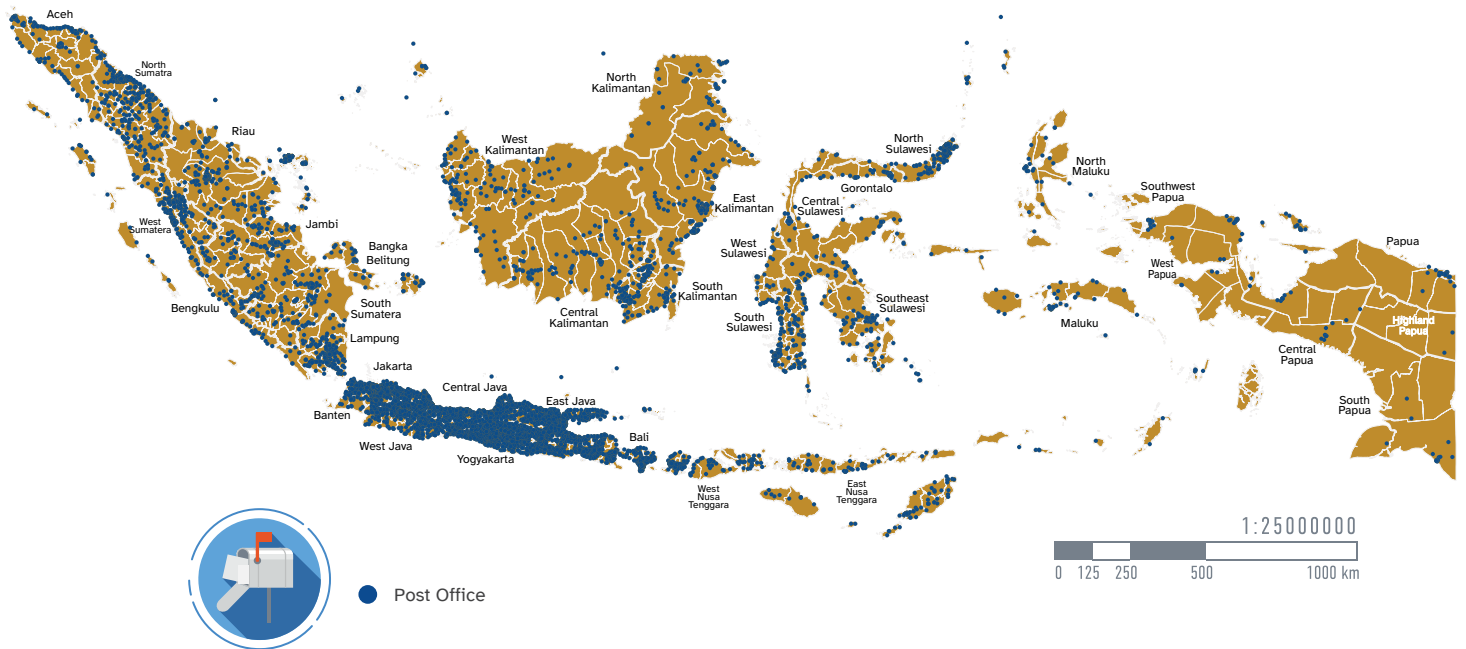 Aceh
North
Sumatra
Riau
West
Sumatera
Jambi
Bangka
Belitung
Bengkulu
South
Sumatera
Lampung
Jakarta
Banten
West Java
Central Java
Yogyakarta
East Java
Bali
West
Nusa
Tenggara
East
Nusa
Tenggara
West
Kalimantan
North
Kalimantan
East
Kalimantan
South
Kalimantan
Central
Kalimantan
North
Sulawesi
Gorontalo
Central
Sulawesi
West
Sulawesi
South
Sulawesi
Southeast
Sulawesi
North
Maluku
Maluku
Southwest
Papua
West
Papua
Papua
Highland
Papua
Central
Papua
South
Papua
1:25000000
0 125 250 500 1000 km
Post Office